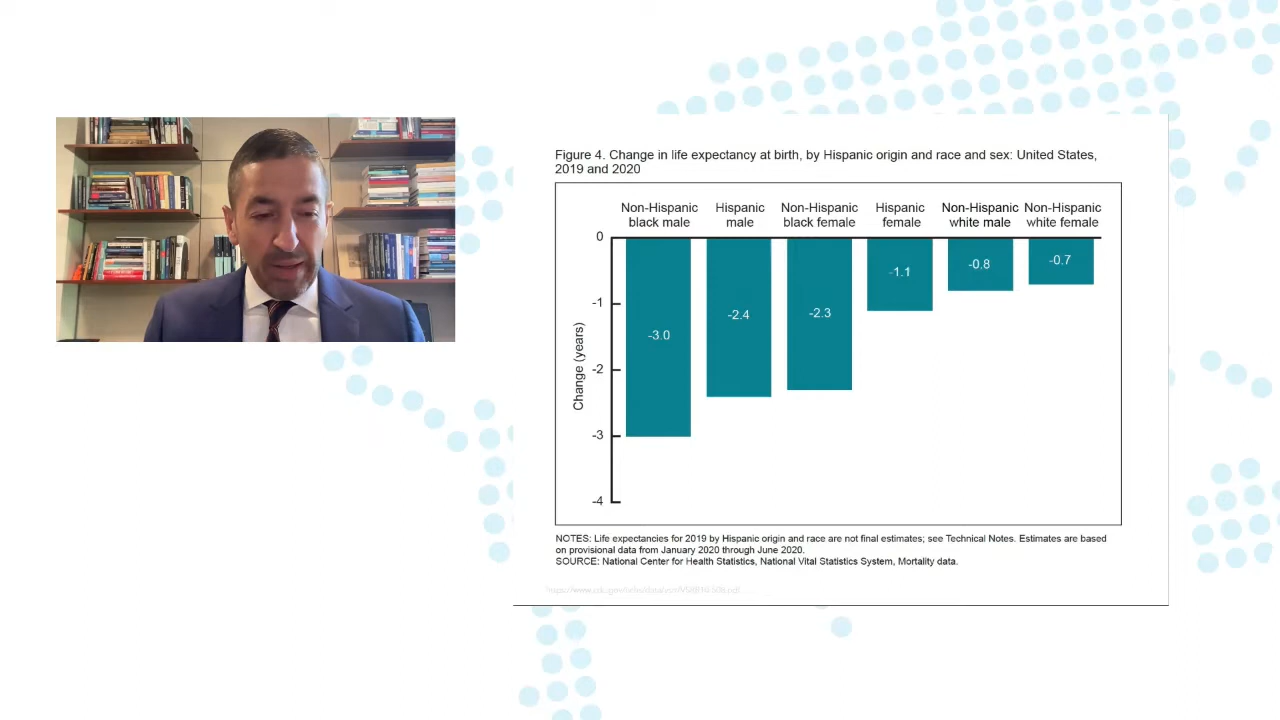 Figure 4. Change in life expectancy at birth, by Hispanic origin and race and sex: United States,
2019 and 2020
Non-Hispanic black male
Hispanic male
Non-Hispanic black female
Hispanic female
Non-Hispanic white male
Non-Hispanic white female
0
-1
-2
-3
-4
Change (years)
-3.0
-2.4
-2.3
-1.1
-0.8
-0.7
NOTES: Life expectancies for 2019 by Hispanic origin and race are not final estimates; see Technical Notes. Estimates are based
on provisional data from January 2020 through June 2020.
SOURCE: National Center for Health Statistics, National Vital Statistics System, Mortality data.